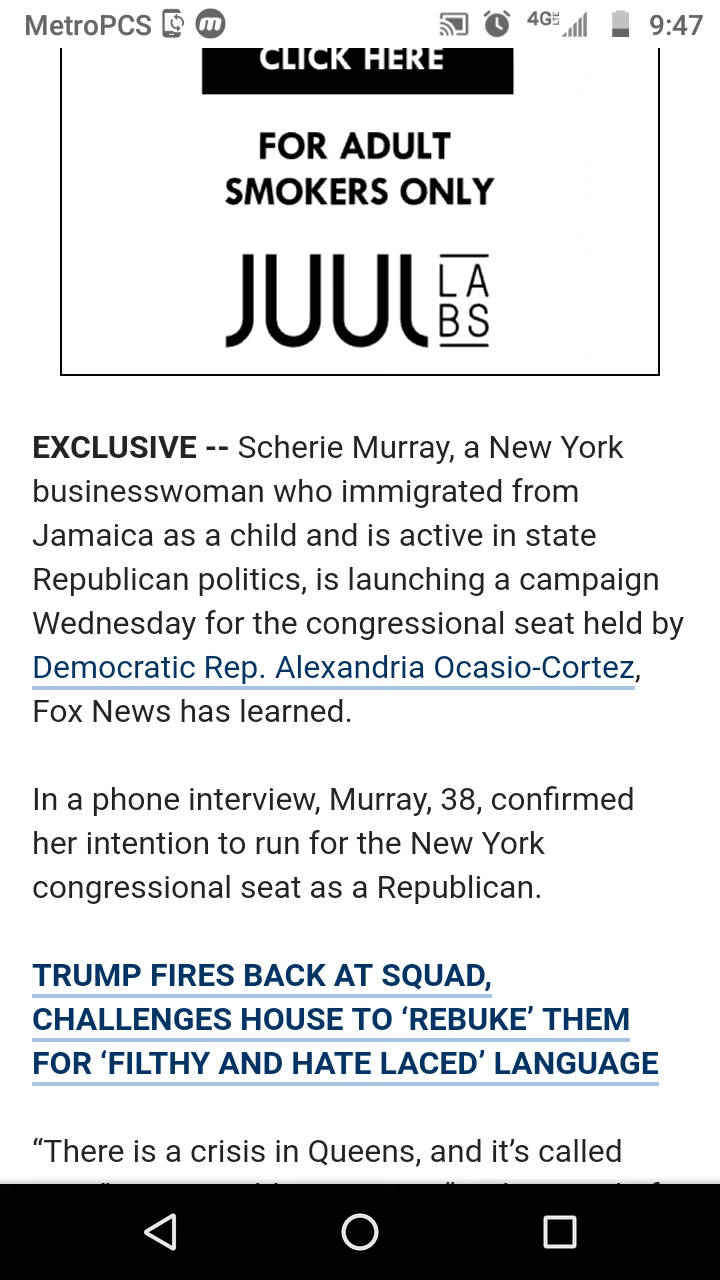 MetroPCS 4G LTE 9:47
CLICK HERE
FOR ADULT
SMOKERS ONLY
JUUL LABS
EXCLUSIVE -- Scherie Murray, a New York
businesswoman who immigrated from
Jamaica as a child and is active in state
Republican politics, is launching a campaign
Wednesday for the congressional seat held by
Democratic Rep. Alexandria Ocasio-Cortez,
Fox News has learned.
In a phone interview, Murray, 38, confirmed
her intention to run for the New York
congressional seat as a Republican.
TRUMP FIRES BACK AT SQUAD,
CHALLENGES HOUSE TO ‘REBUKE’ THEM
FOR ‘FILTHY AND HATE LACED’ LANGUAGE
“There is a crisis in Queens, and it’s called